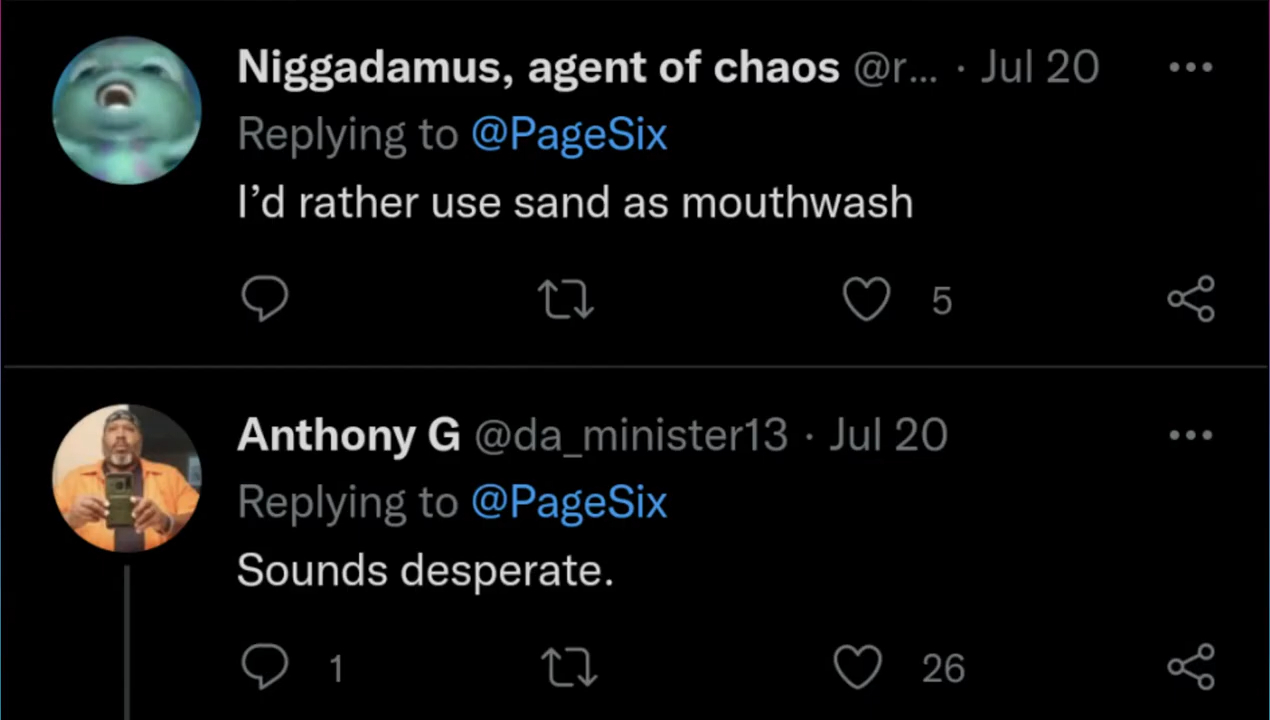 Niggadamus, agent of chaos @r... · Jul 20
Replying to @PageSix
I’d rather use sand as mouthwash
5
Anthony G @da_minister13 · Jul 20
Replying to @PageSix
Sounds desperate.
1 26